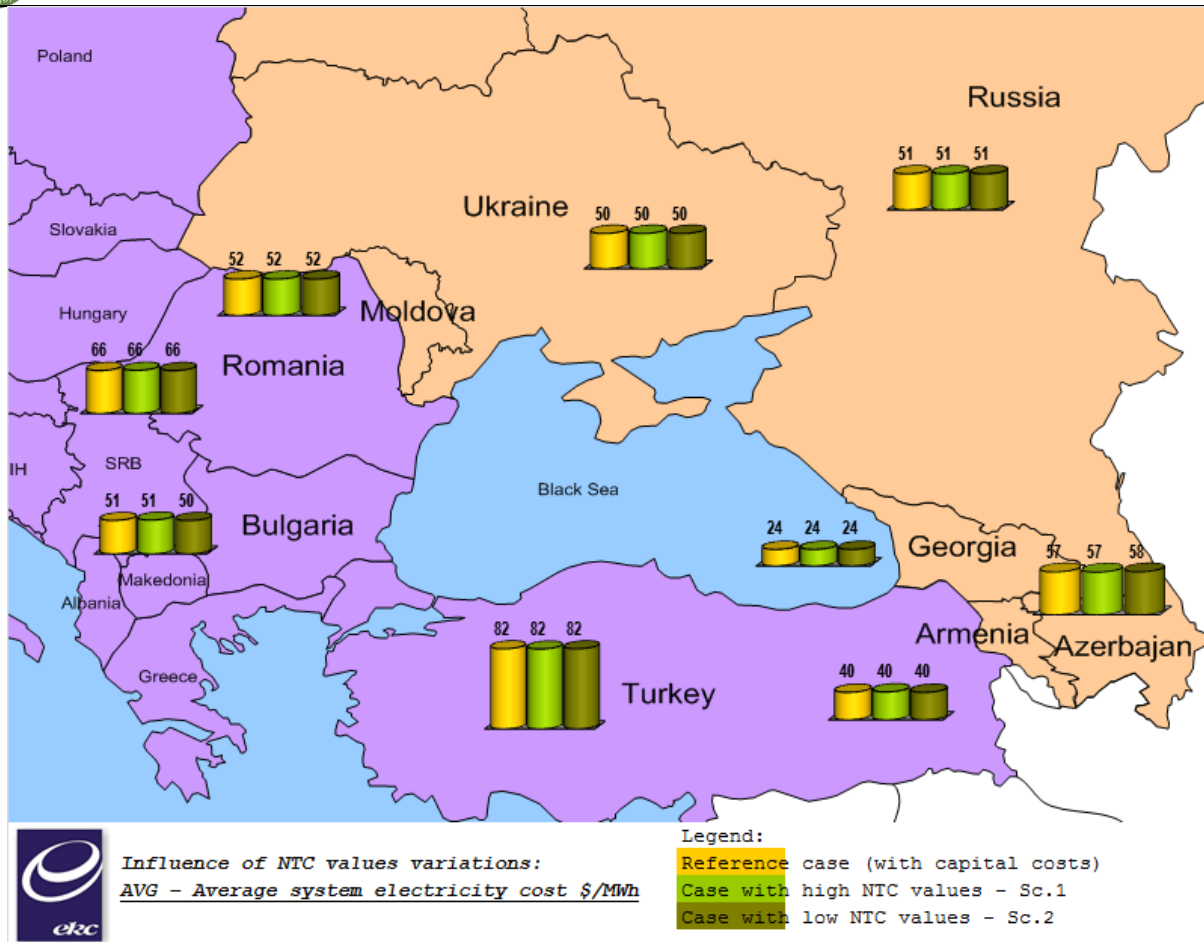 Poland
Russia
51 51 51
Ukraine
50 50 50
Slovakia
52 52 52
Moldova
Hungary
66 66 66
Romania
IH
SRB
Black Sea
51 51 50
Bulgaria
24 24 24
Georgia
57 57 58
Makedonia
Albania
Armenia
Azerbajan
82 82 82
40 40 40
Greece
Turkey
Influence of NTC values variations:
AVG - Average system electricity cost $/MWh
ekc
Legend:
Reference case (with capital costs)
Case with high NTC values - Sc.1
Case with low NTC values - Sc.2